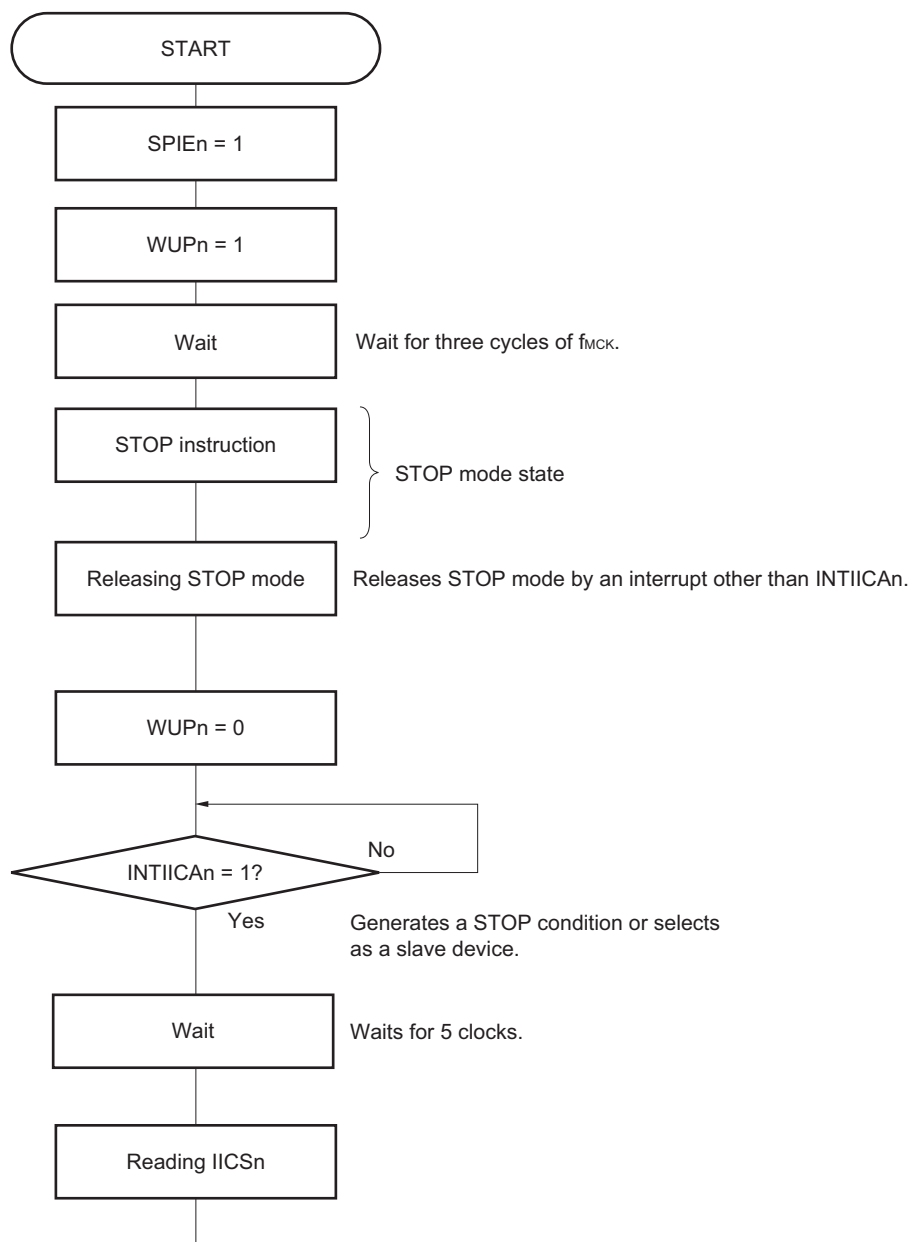 START
SPIEn = 1
WUPn = 1
Wait
Wait for three cycles of fMCK.
STOP instruction
STOP mode state
Releasing STOP mode
Releases STOP mode by an interrupt other than INTIICAn.
WUPn = 0
No
INTIICAn = 1?
Yes
Generates a STOP condition or selects
as a slave device.
Wait
Waits for 5 clocks.
Reading IICSn